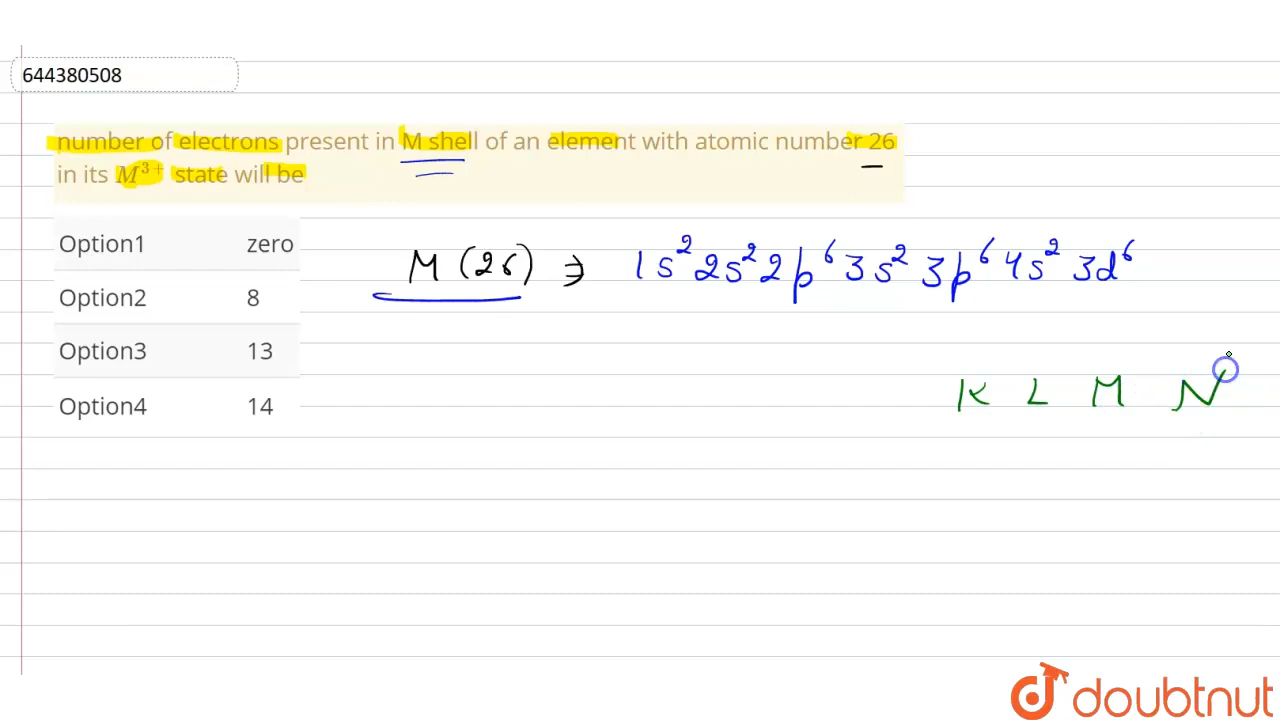 644380508
number of electrons present in M shell of an element with atomic number 26
in its M³⁺ state will be
Option1 zero
Option2 8
Option3 13
Option4 14
M (26) ⇒ 1s² 2s² 2p⁶ 3s² 3p⁶ 4s² 3d⁶
K L M N
doubtnut